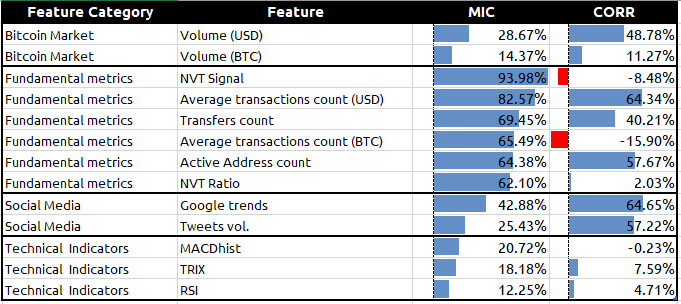 Feature Category Feature MIC CORR
Bitcoin Market Volume (USD) 28.67% 48.78%
Bitcoin Market Volume (BTC) 14.37% 11.27%
Fundamental metrics NVT Signal 93.98% -8.48%
Fundamental metrics Average transactions count (USD) 82.57% 64.34%
Fundamental metrics Transfers count 69.45% 40.21%
Fundamental metrics Average transactions count (BTC) 65.49% -15.90%
Fundamental metrics Active Address count 64.38% 57.67%
Fundamental metrics NVT Ratio 62.10% 2.03%
Social Media Google trends 42.88% 64.65%
Social Media Tweets vol. 25.43% 57.22%
Technical Indicators MACDhist 20.72% -0.23%
Technical Indicators TRIX 18.18% 7.59%
Technical Indicators RSI 12.25% 4.71%